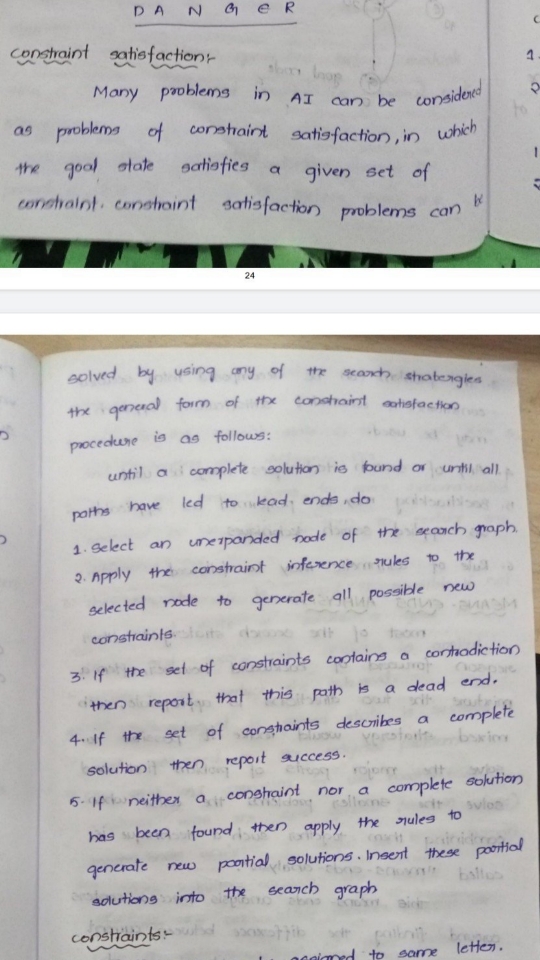 D A N G E R
constraint satisfaction:-
Many problems in AI can be considered
as problems of constraint satisfaction, in which
the goal state satisfies a given set of
constraint. constraint satisfaction problems can be
24
solved by using any of the search stratergies
the general form of the constraint satisfaction
procedure is as follows:
until a complete solution is found or until all
paths have led to lead ends, do
1. Select an unexpanded node of the search graph.
2. Apply the constraint inference rules to the
selected node to generate all possible new
constraints.
3. If the set of constraints contains a contradiction
then report that this path is a dead end.
4. If the set of constraints describes a complete
solution then report success.
5. If neither a constraint nor a complete solution
has been found, then apply the rules to
generate new partial solutions. Insert these partial
solutions into the search graph
constraints:-
assigned to same letter.